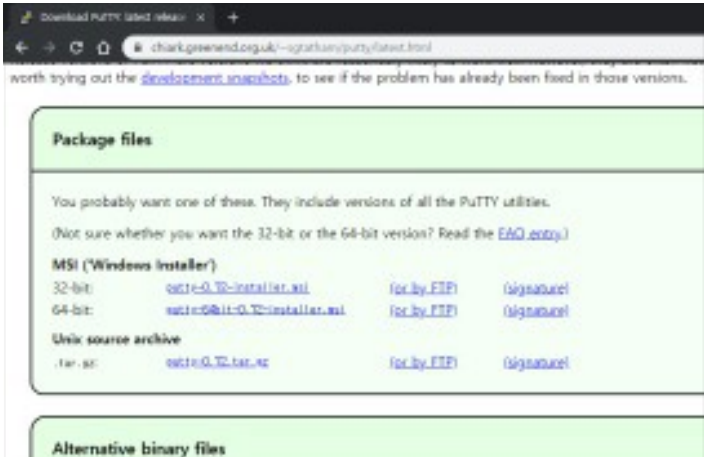 Download PuTTY: latest release
chiark.greenend.org.uk/~sgtatham/putty/latest.html
worth trying out the development snapshots, to see if the problem has already been fixed in those versions.
Package files
You probably want one of these. They include versions of all the PuTTY utilities.
(Not sure whether you want the 32-bit or the 64-bit version? Read the FAQ entry.)
MSI ('Windows Installer')
32-bit: putty-0.72-installer.msi (or by FTP) (signature)
64-bit: putty-64bit-0.72-installer.msi (or by FTP) (signature)
Unix source archive
.tar.gz: putty-0.72.tar.gz (or by FTP) (signature)
Alternative binary files